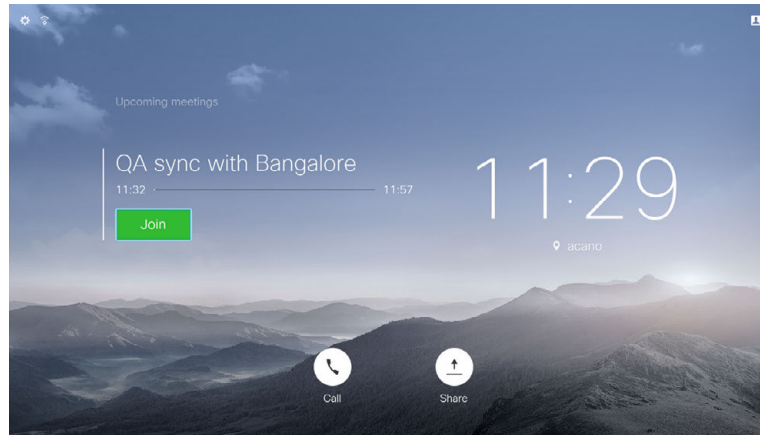 Upcoming meetings
QA sync with Bangalore
11:32
11:57
Join
11:29
acano
Call
Share